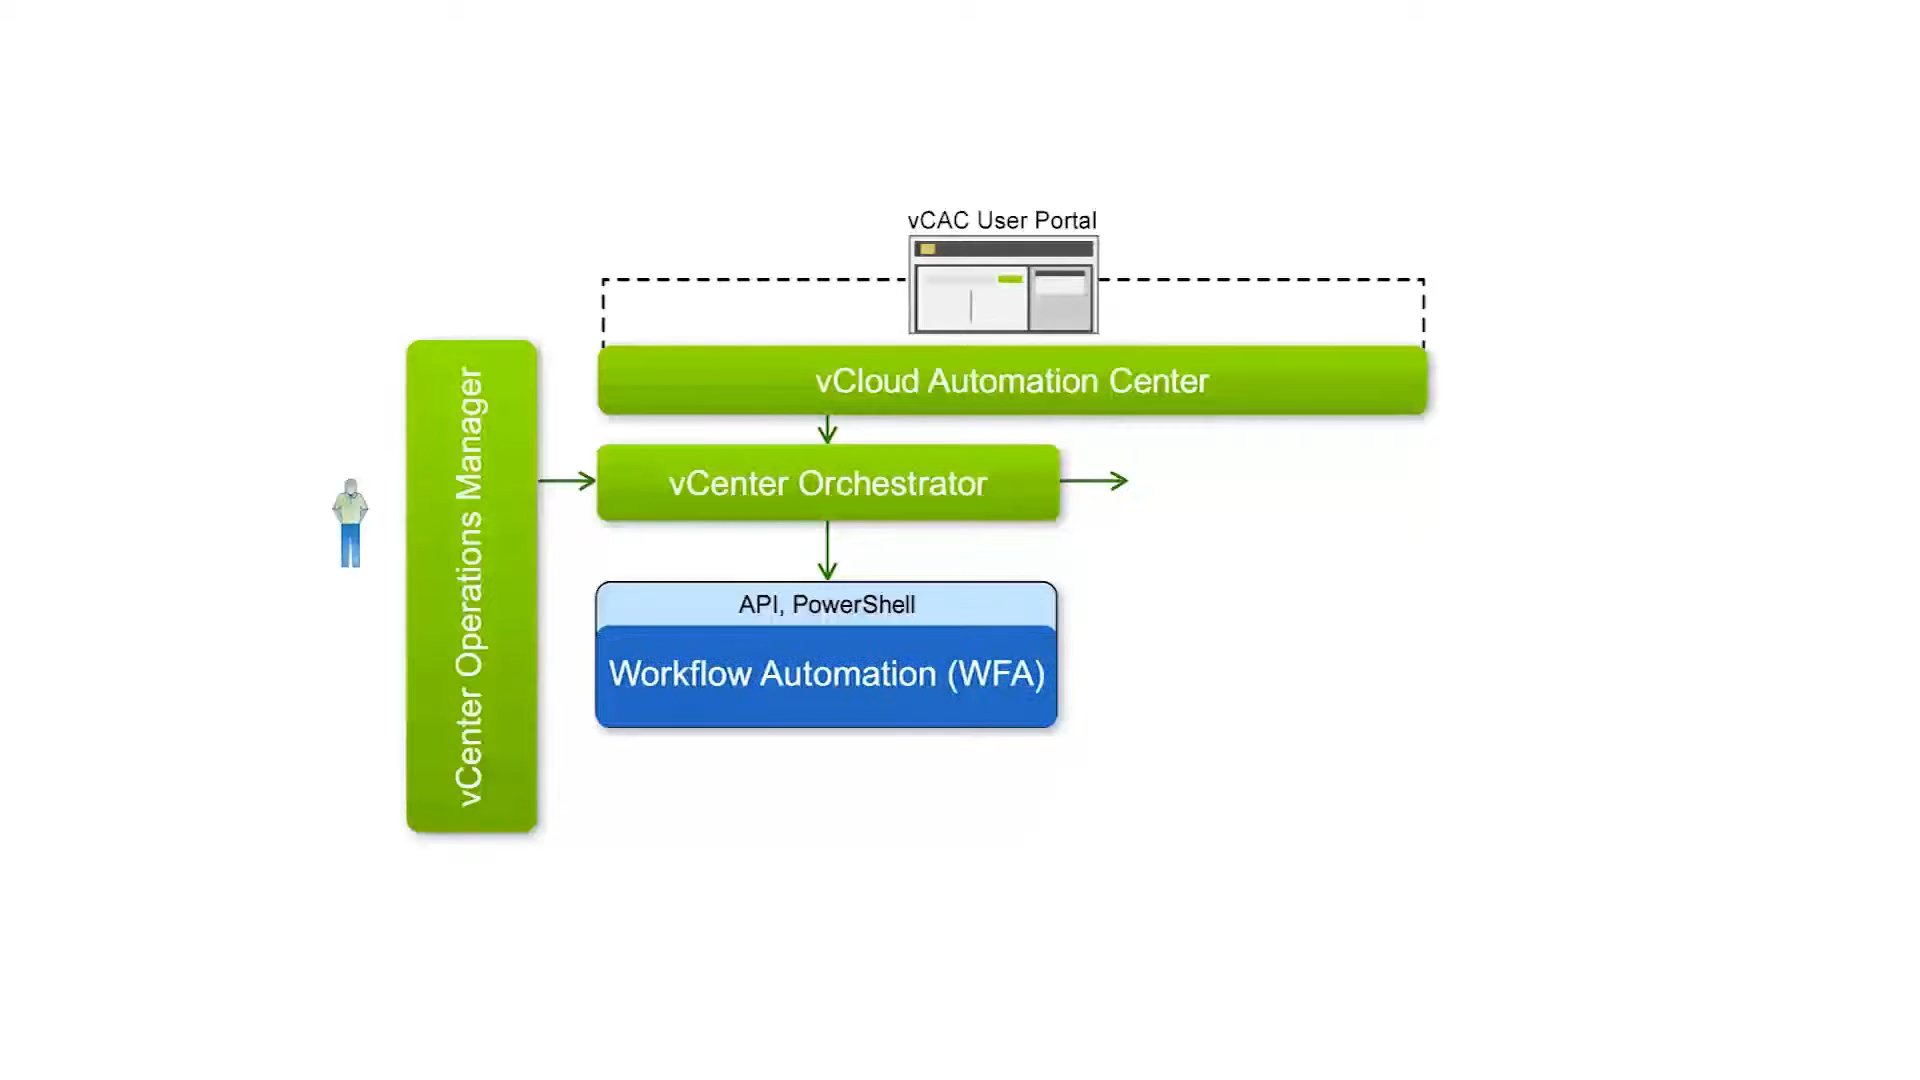 vCAC User Portal
vCloud Automation Center
vCenter Operations Manager
vCenter Orchestrator
API, PowerShell
Workflow Automation (WFA)